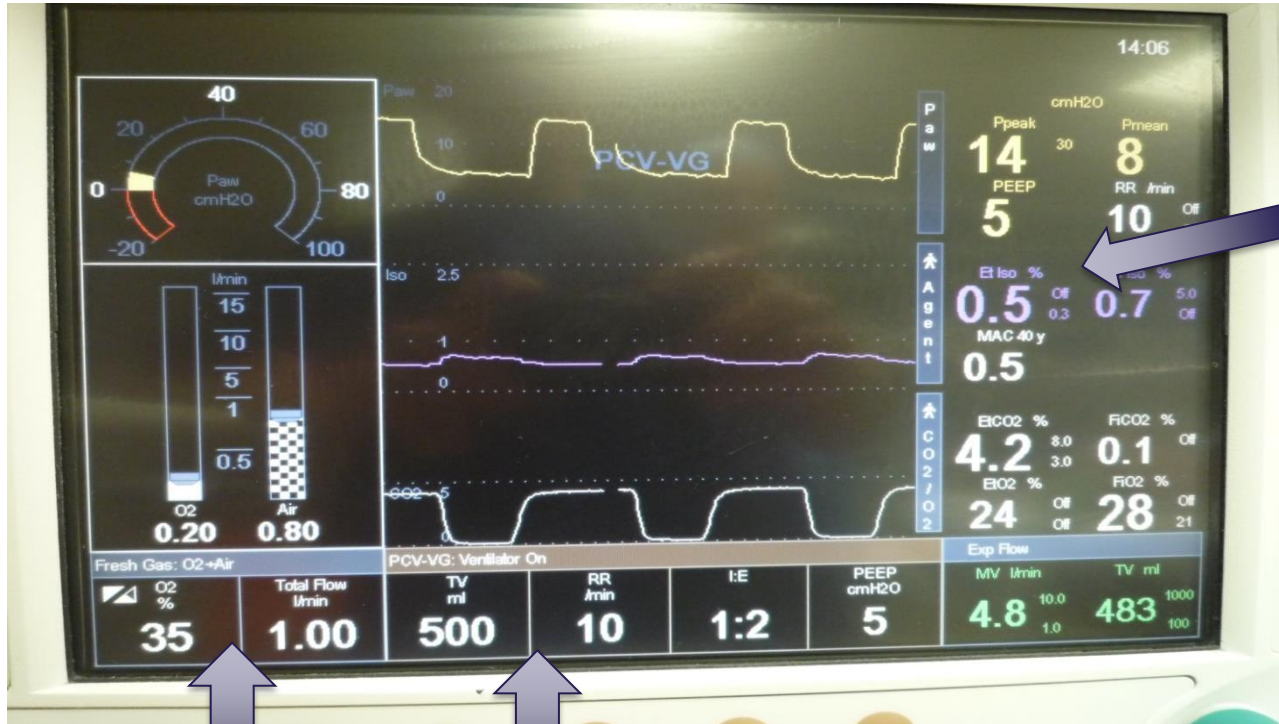 14:06
40
20
60
0
Paw
cmH2O
80
-20
100
Paw 20
10
PCV-VG
0
Paw
cmH2O
Ppeak
Pmean
14
30
8
PEEP
RR /min
5
10
Off
l/min
15
10
5
1
0.5
O2
Air
0.20
0.80
Iso 2.5
1
0
Agent
Et Iso %
%
0.5
Off
0.3
0.7
5.0
Off
MAC 40 y
0.5
CO2 5
0
CO2/O2
EtCO2 %
FiCO2 %
4.2
8.0
3.0
0.1
Off
EtO2 %
FiO2 %
24
Off
Off
28
Off
21
Fresh Gas: O2+Air
O2
%
35
Total Flow
l/min
1.00
PCV-VG: Ventilator On
TV
ml
500
RR
/min
10
I:E
1:2
PEEP
cmH2O
5
Exp Flow
MV l/min
TV ml
4.8
10.0
1.0
483
1000
100